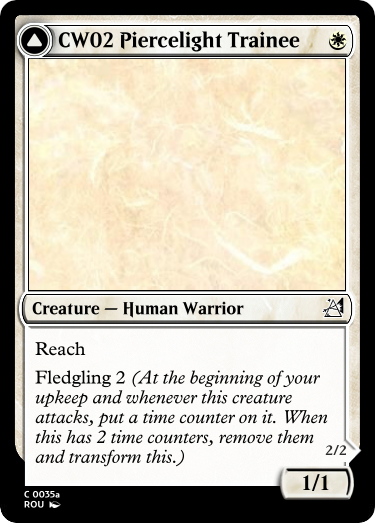 CW02 Piercelight Trainee
Creature — Human Warrior
Reach
Fledgling 2 (At the beginning of your
upkeep and whenever this creature
attacks, put a time counter on it. When
this has 2 time counters, remove them
and transform this.)
2/2
1/1
C 0035a
ROU